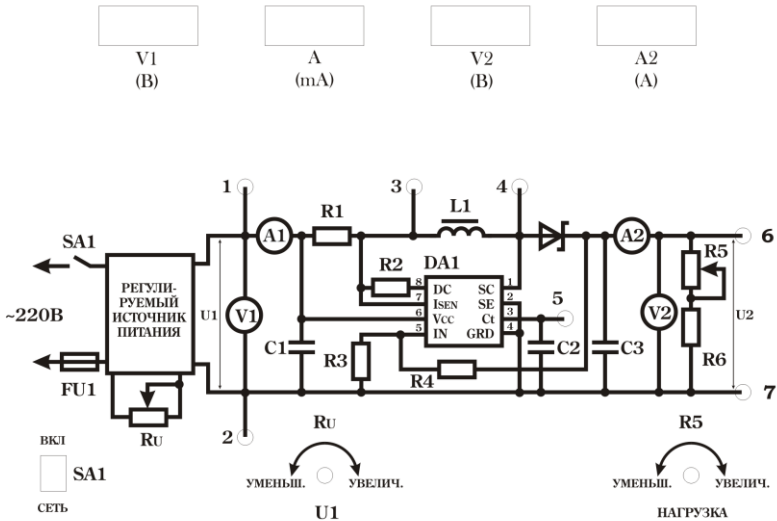 V1 A V2 A2
(В) (mA) (В) (А)
1 3 4
R1 L1
SA1 A1 A2 6
R2 DA1 R5
8 DC SC 1
РЕГУЛИ-
РУЕМЫЙ
ИСТОЧНИК
ПИТАНИЯ
7 ISEN SE 2 5
~220В U1 V1 6 VCC Ct 3 V2 U2
5 IN GRD 4
C1 R3 C2 C3 R6
FU1 R4
7
RU
2
ВКЛ RU R5
SA1
УМЕНЬШ. УВЕЛИЧ. УМЕНЬШ. УВЕЛИЧ.
СЕТЬ U1 НАГРУЗКА